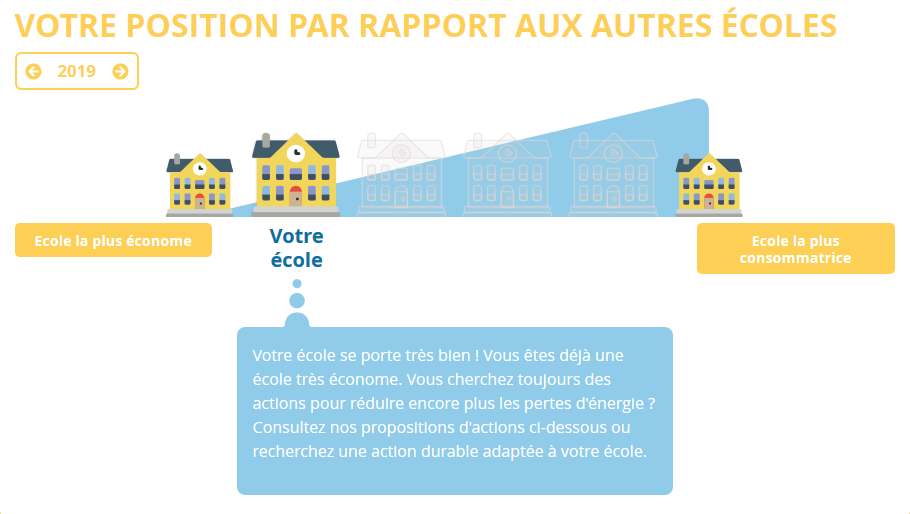 VOTRE POSITION PAR RAPPORT AUX AUTRES ÉCOLES
2019
Ecole la plus économe
Votre
école
Ecole la plus
consommatrice
Votre école se porte très bien ! Vous êtes déjà une
école très économe. Vous cherchez toujours des
actions pour réduire encore plus les pertes d'énergie ?
Consultez nos propositions d'actions ci-dessous ou
recherchez une action durable adaptée à votre école.